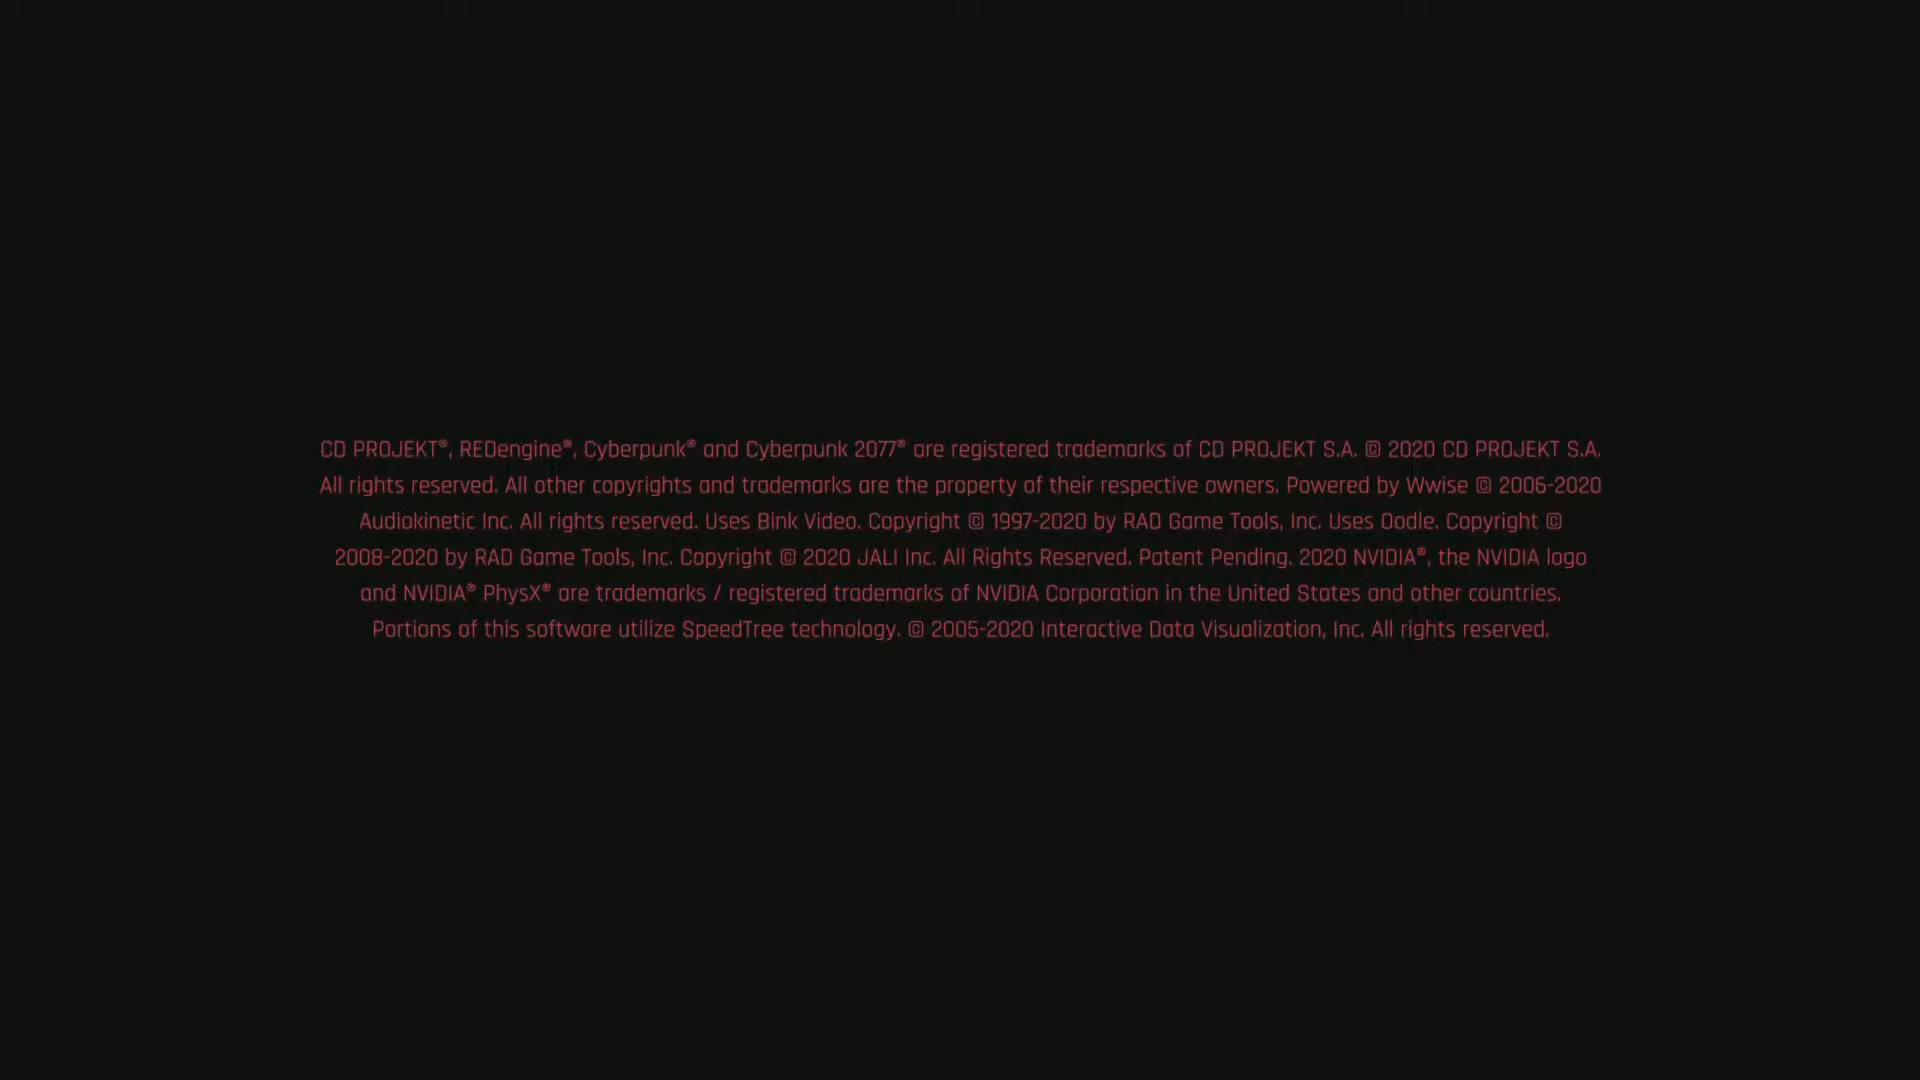 CD PROJEKT®, REDengine®, Cyberpunk® and Cyberpunk 2077® are registered trademarks of CD PROJEKT S.A. © 2020 CD PROJEKT S.A.
All rights reserved. All other copyrights and trademarks are the property of their respective owners. Powered by Wwise © 2006-2020
Audiokinetic Inc. All rights reserved. Uses Bink Video. Copyright © 1997-2020 by RAD Game Tools, Inc. Uses Oodle. Copyright ©
2008-2020 by RAD Game Tools, Inc. Copyright © 2020 JALI Inc. All Rights Reserved. Patent Pending. 2020 NVIDIA®, the NVIDIA logo
and NVIDIA® PhysX® are trademarks / registered trademarks of NVIDIA Corporation in the United States and other countries.
Portions of this software utilize SpeedTree technology. © 2005-2020 Interactive Data Visualization, Inc. All rights reserved.